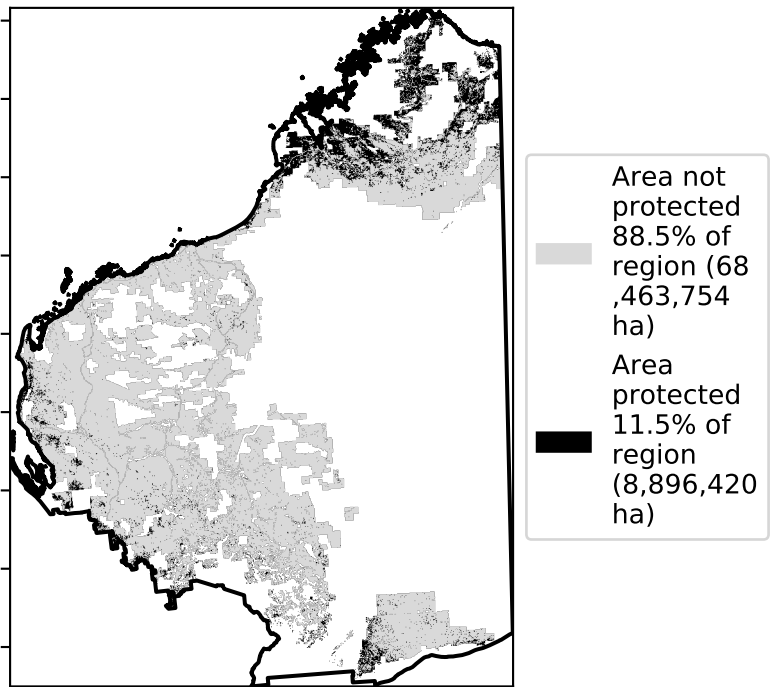 Area not
protected
88.5% of
region (68
,463,754
ha)
Area
protected
11.5% of
region
(8,896,420
ha)